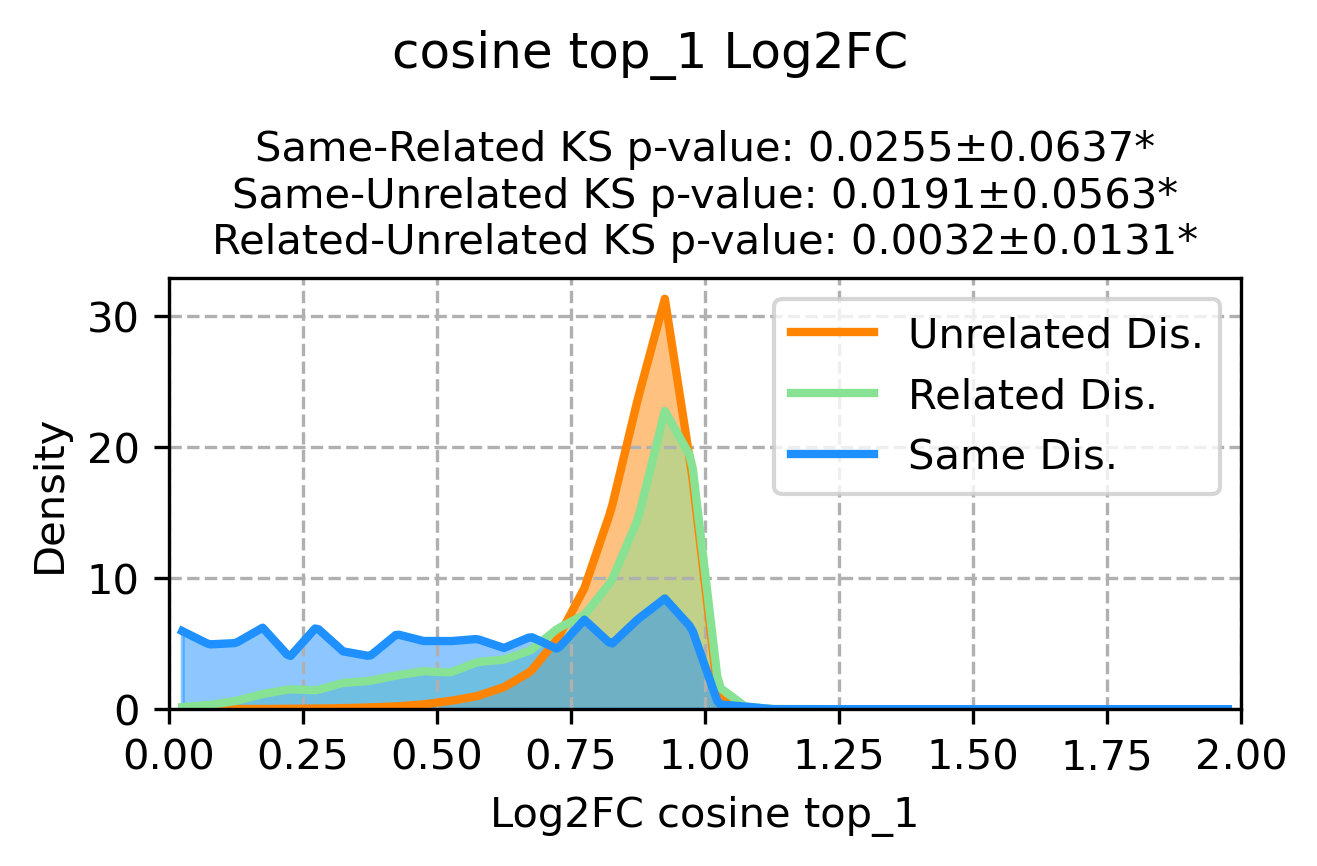 cosine top_1 Log2FC
Same-Related KS p-value: 0.0255±0.0637*
Same-Unrelated KS p-value: 0.0191±0.0563*
Related-Unrelated KS p-value: 0.0032±0.0131*
30
20
10
0
Density
Unrelated Dis.
Related Dis.
Same Dis.
0.00 0.25 0.50 0.75 1.00 1.25 1.50 1.75 2.00
Log2FC cosine top_1